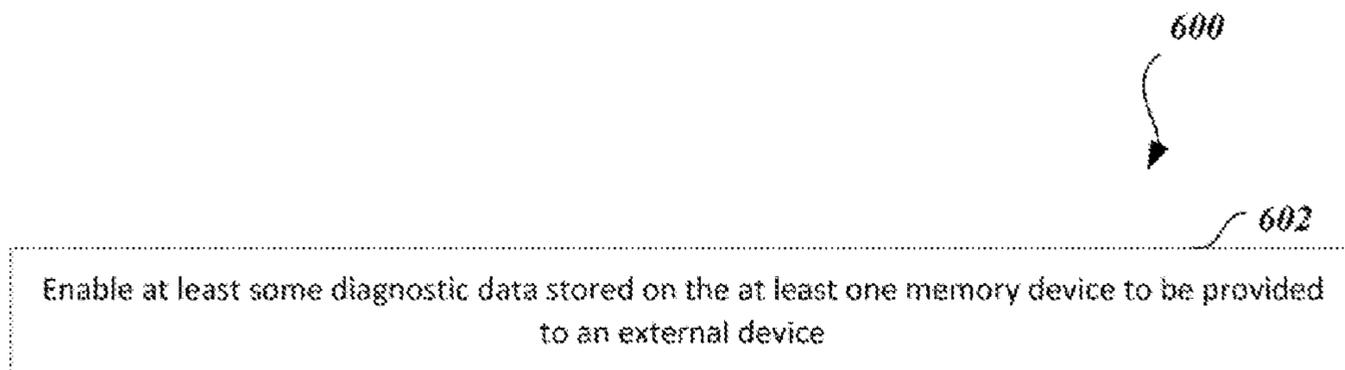 600
602
Enable at least some diagnostic data stored on the at least one memory device to be provided
to an external device